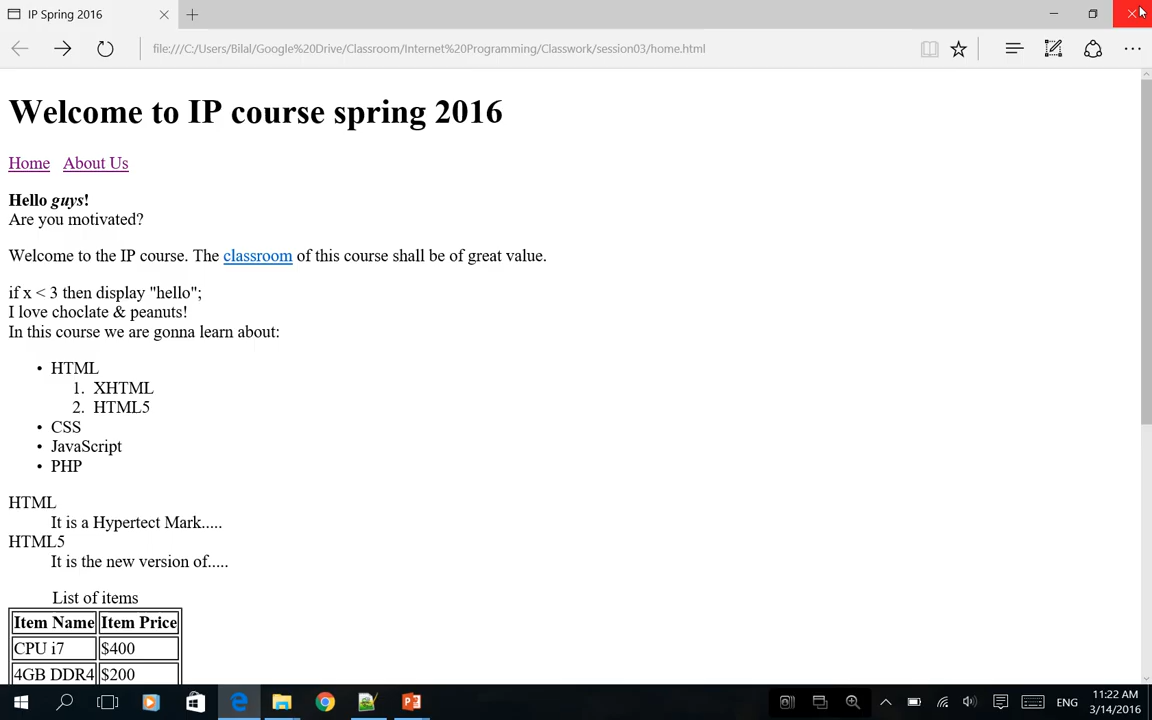 IP Spring 2016
file:///C:/Users/Bilal/Google%20Drive/Classroom/Internet%20Programming/Classwork/session03/home.html
Welcome to IP course spring 2016
Home About Us
Hello guys!
Are you motivated?
Welcome to the IP course. The classroom of this course shall be of great value.
if x < 3 then display "hello";
I love choclate & peanuts!
In this course we are gonna learn about:
• HTML
1. XHTML
2. HTML5
• CSS
• JavaScript
• PHP
HTML
It is a Hypertect Mark.....
HTML5
It is the new version of.....
List of items
Item Name Item Price
CPU i7 $400
4GB DDR4 $200
ENG
11:22 AM
3/14/2016